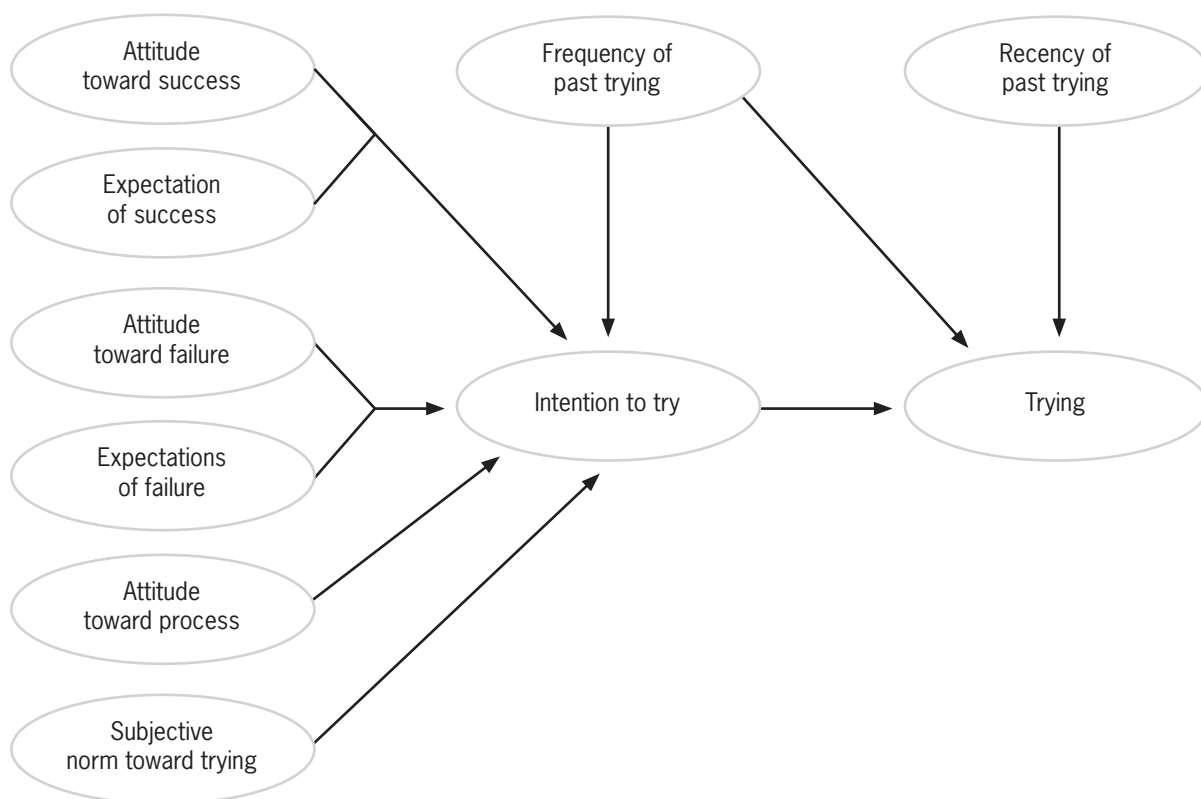 Attitude
toward success
Frequency of
past trying
Recency of
past trying
Expectation
of success
Attitude
toward failure
Intention to try
Trying
Expectations
of failure
Attitude
toward process
Subjective
norm toward trying